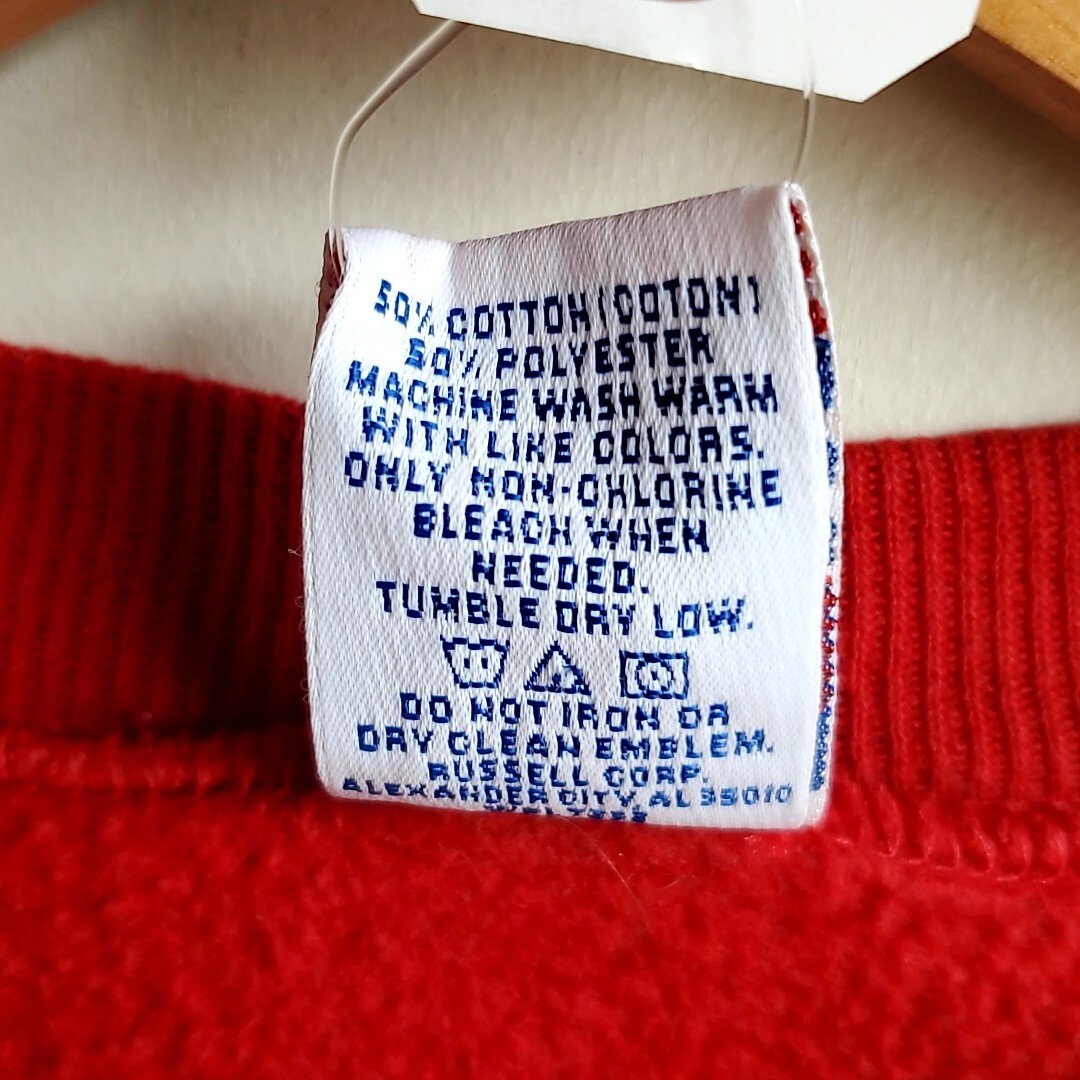 50% COTTON (COTON)
50% POLYESTER
MACHINE WASH WARM
WITH LIKE COLORS.
ONLY NON-CHLORINE
BLEACH WHEN
NEEDED.
TUMBLE DRY LOW.
DO NOT IRON OR
DRY CLEAN EMBLEM.
RUSSELL CORP.
ALEXANDER CITY, AL 35010